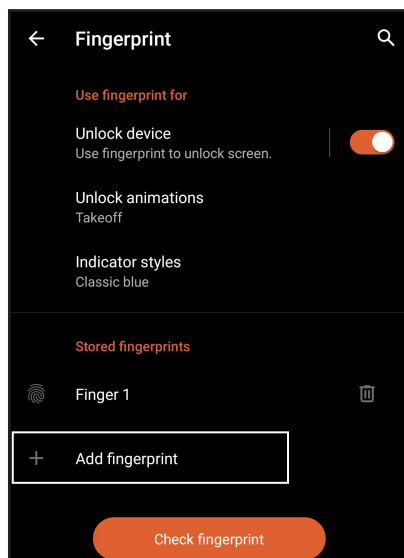 Fingerprint
Use fingerprint for
Unlock device
Use fingerprint to unlock screen.
Unlock animations
Takeoff
Indicator styles
Classic blue
Stored fingerprints
Finger 1
Add fingerprint
Check fingerprint